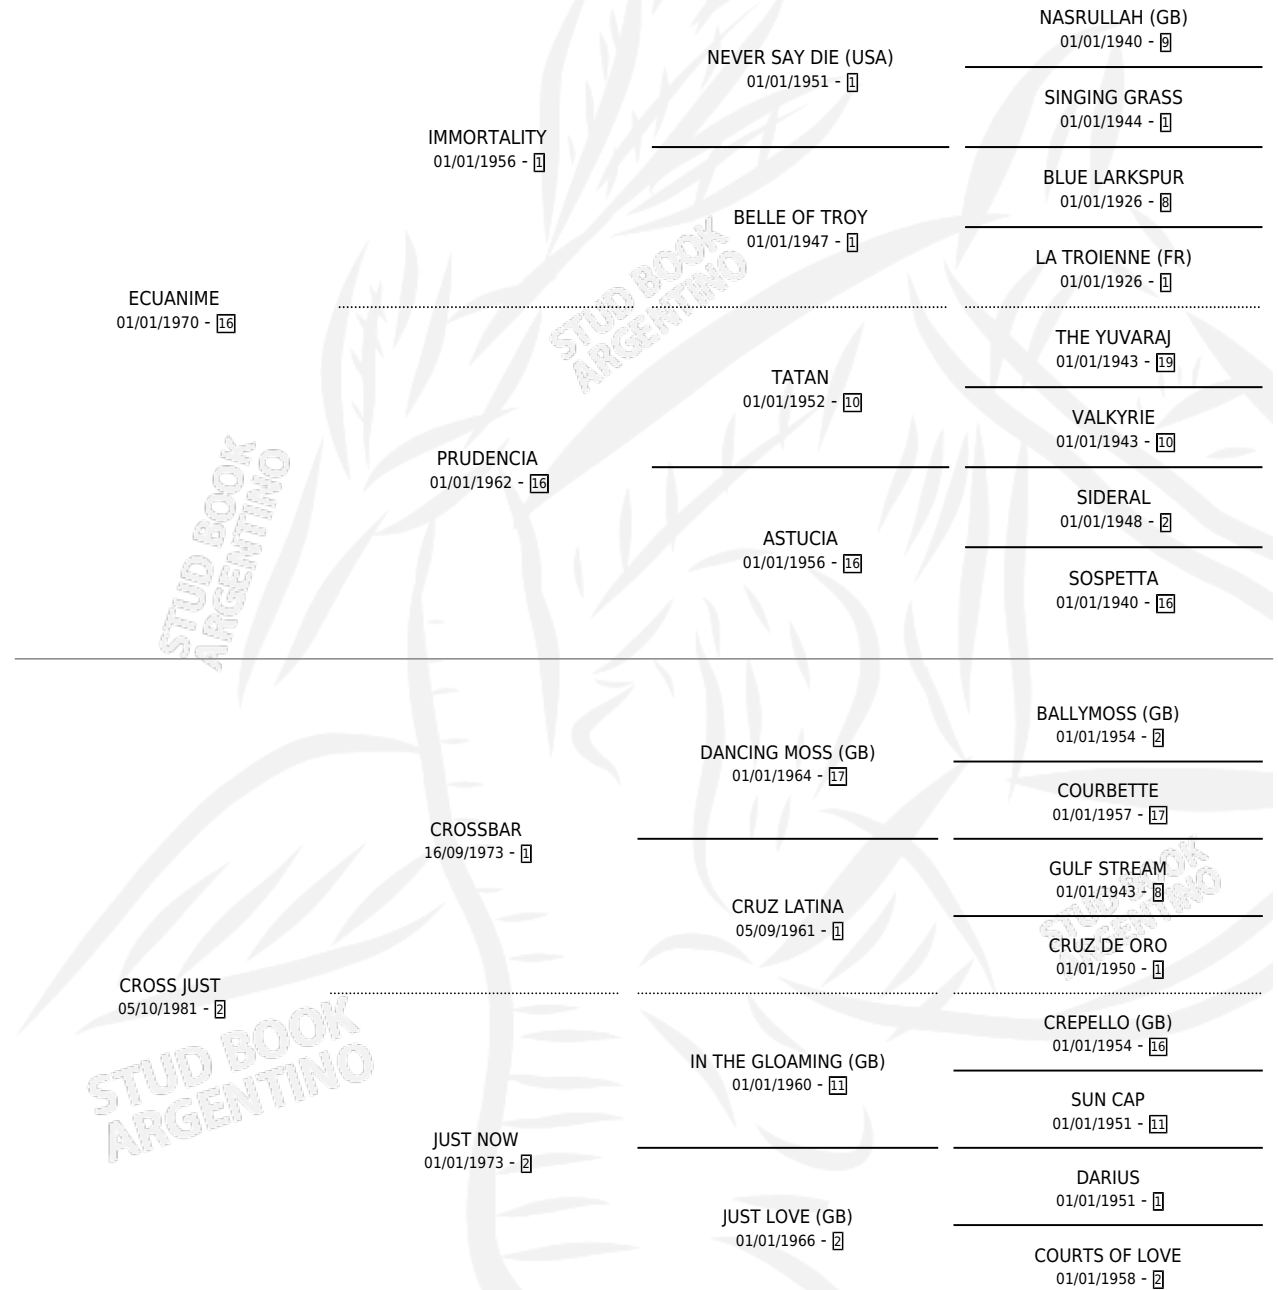 NASRULLAH (GB)
01/01/1940 - 9
NEVER SAY DIE (USA)
01/01/1951 - 1
SINGING GRASS
01/01/1944 - 1
IMMORTALITY
01/01/1956 - 1
BLUE LARKSPUR
01/01/1926 - 8
BELLE OF TROY
01/01/1947 - 1
LA TROIENNE (FR)
01/01/1926 - 1
ECUANIME
01/01/1970 - 16
THE YUVARAJ
01/01/1943 - 19
TATAN
01/01/1952 - 10
VALKYRIE
01/01/1943 - 10
PRUDENCIA
01/01/1962 - 16
SIDERAL
01/01/1948 - 2
ASTUCIA
01/01/1956 - 16
SOSPETTA
01/01/1940 - 16
BALLYMOSS (GB)
01/01/1954 - 2
DANCING MOSS (GB)
01/01/1964 - 17
COURBETTE
01/01/1957 - 17
CROSSBAR
16/09/1973 - 1
GULF STREAM
01/01/1943 - 8
CRUZ LATINA
05/09/1961 - 1
CRUZ DE ORO
01/01/1950 - 1
CROSS JUST
05/10/1981 - 2
CREPELLO (GB)
01/01/1954 - 16
IN THE GLOAMING (GB)
01/01/1960 - 11
SUN CAP
01/01/1951 - 11
JUST NOW
01/01/1973 - 2
DARIUS
01/01/1951 - 1
JUST LOVE (GB)
01/01/1966 - 2
COURTS OF LOVE
01/01/1958 - 2
STUD BOOK
ARGENTINO
STUD BOOK
ARGENTINO
STUD BOOK
ARGENTINO
STUD BOOK
ARGENTINO